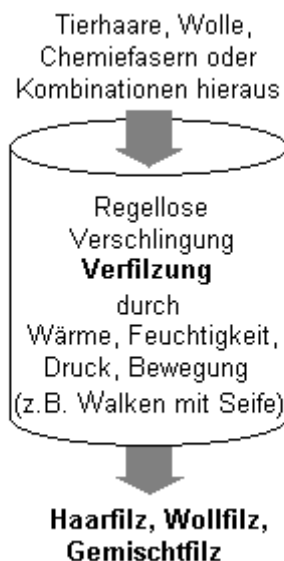 Tierhaare, Wolle,
Chemiefasern oder
Kombinationen hieraus
Regellose
Verschlingung
Verfilzung
durch
Wärme, Feuchtigkeit,
Druck, Bewegung
(z.B. Walken mit Seife)
Haarfilz, Wollfilz,
Gemischtfilz